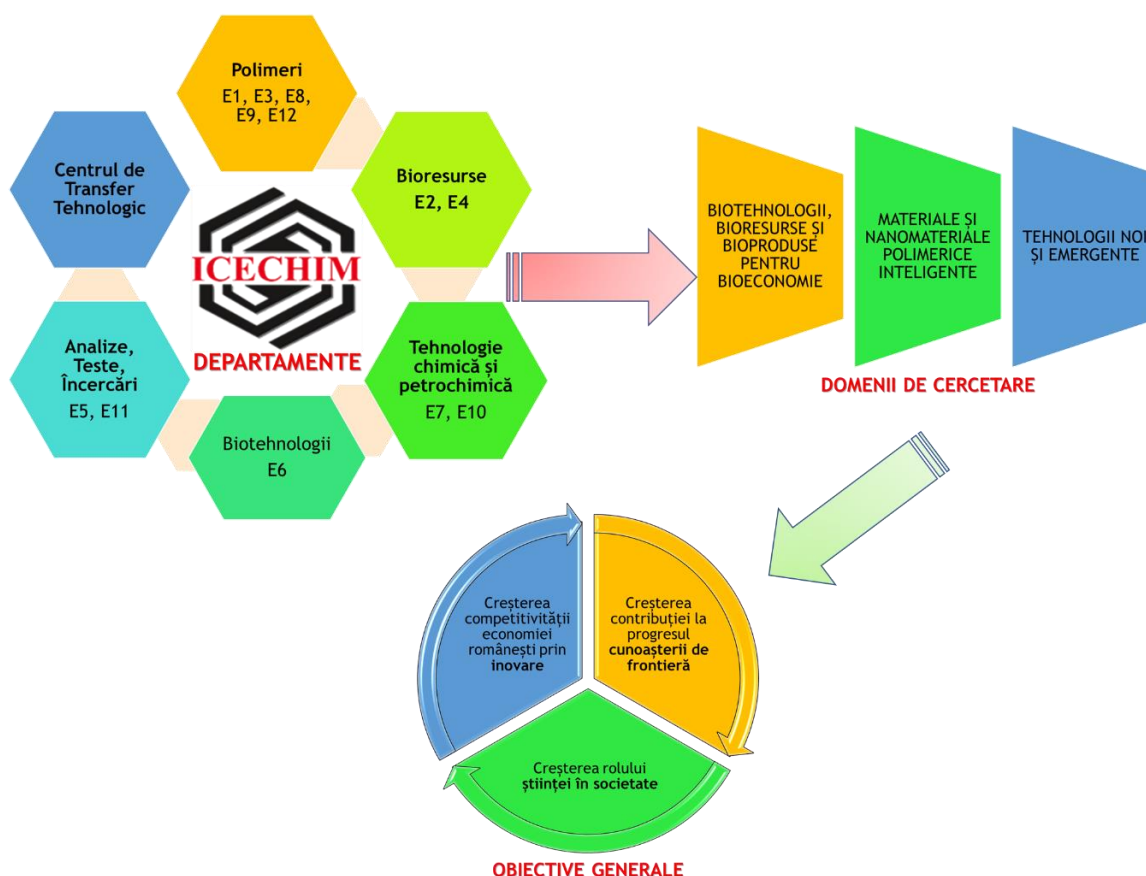 Polimeri
E1, E3, E8,
E9, E12
Bioresurse
E2, E4
Tehnologie
chimică și
petrochimică
E7, E10
Biotehnologii
E6
Analize,
Teste,
Încercări
E5, E11
Centrul de
Transfer
Tehnologic
ICECHIM
DEPARTAMENTE
BIOTEHNOLOGII,
BIORESURSE ȘI
BIOPRODUSE
PENTRU
BIOECONOMIE
MATERIALE ȘI
NANOMATERIALE
POLIMERICE
INTELIGENTE
TEHNOLOGII NOI
ȘI EMERGENTE
DOMENII DE CERCETARE
Creșterea
competitivității
economiei
românești prin
inovare
Creșterea
contribuției la
progresul
cunoașterii de
frontieră
Creșterea rolului
științei în societate
OBIECTIVE GENERALE